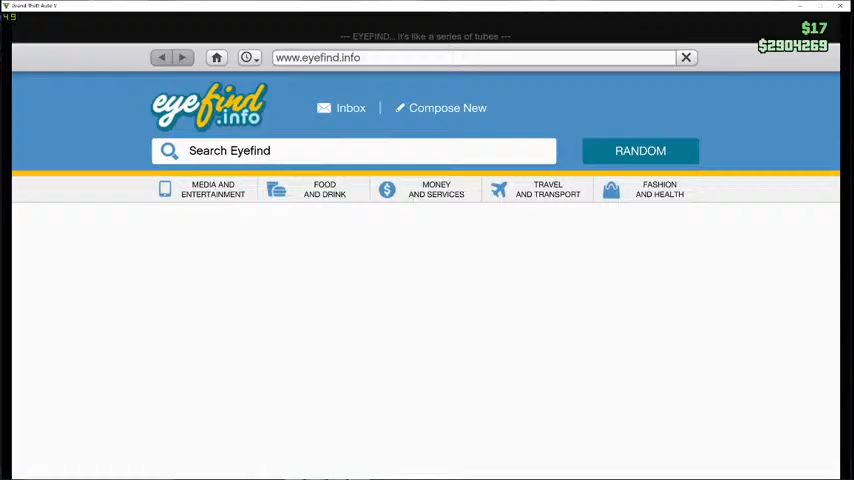 Grand Theft Auto V
49
--- EYEFIND... it's like a series of tubes ---
$17
$2904269
www.eyefind.info
eyefind
.info
Inbox
Compose New
Search Eyefind
RANDOM
MEDIA AND
ENTERTAINMENT
FOOD
AND DRINK
MONEY
AND SERVICES
TRAVEL
AND TRANSPORT
FASHION
AND HEALTH